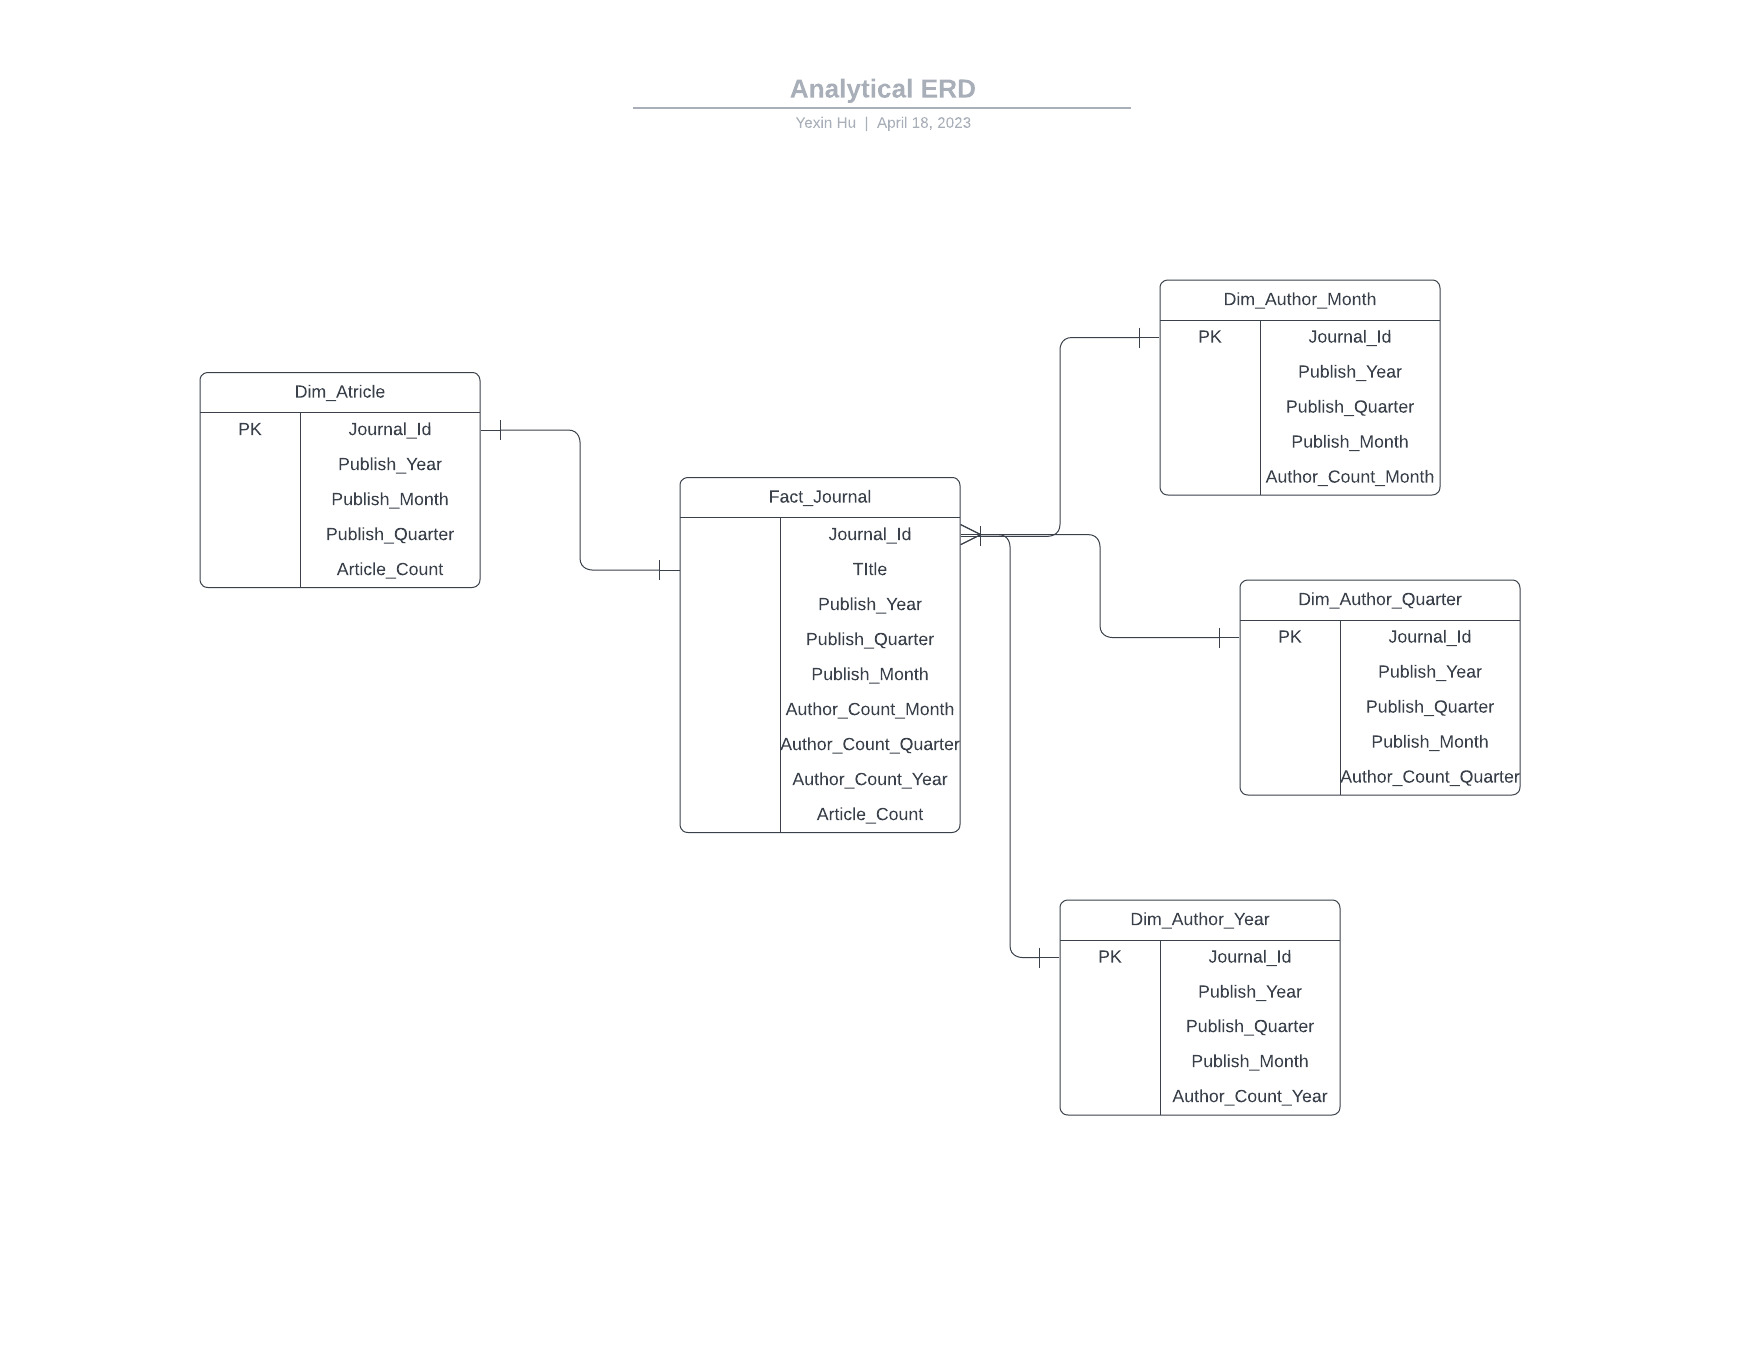 Analytical ERD
Yexin Hu | April 18, 2023
Dim_Atricle
PK Journal_Id
Publish_Year
Publish_Month
Publish_Quarter
Article_Count
Fact_Journal
Journal_Id
TItle
Publish_Year
Publish_Quarter
Publish_Month
Author_Count_Month
Author_Count_Quarter
Author_Count_Year
Article_Count
Dim_Author_Month
PK Journal_Id
Publish_Year
Publish_Quarter
Publish_Month
Author_Count_Month
Dim_Author_Quarter
PK Journal_Id
Publish_Year
Publish_Quarter
Publish_Month
Author_Count_Quarter
Dim_Author_Year
PK Journal_Id
Publish_Year
Publish_Quarter
Publish_Month
Author_Count_Year